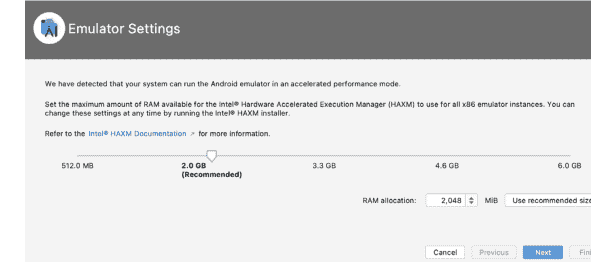 Emulator Settings
We have detected that your system can run the Android emulator in an accelerated performance mode.
Set the maximum amount of RAM available for the Intel® Hardware Accelerated Execution Manager (HAXM) to use for all x86 emulator instances. You can
change these settings at any time by running the Intel® HAXM installer.
Refer to the Intel® HAXM Documentation ↗ for more information.
512.0 MB 2.0 GB 3.3 GB 4.6 GB 6.0 GB
(Recommended)
RAM allocation: 2,048 MiB Use recommended size
Cancel Previous Next